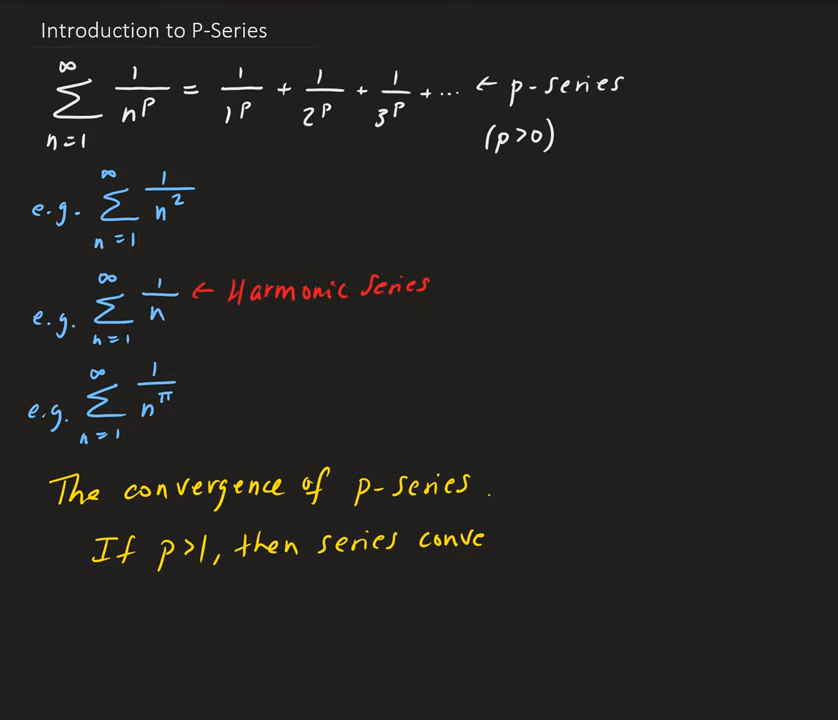 Introduction to P-Series
∞
∑ 1/n^p = 1/1^p + 1/2^p + 1/3^p + ... ← p-series
n=1 (p>0)
∞
e.g. ∑ 1/n^2
n=1
∞
e.g. ∑ 1/n ← Harmonic Series
n=1
∞
e.g. ∑ 1/n^π
n=1
The convergence of p-series.
If p>1, then series conve